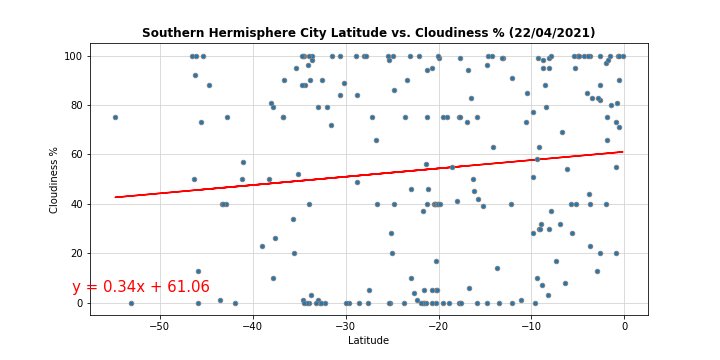 Southern Hermisphere City Latitude vs. Cloudiness % (22/04/2021)
100
80
60
40
20
0
Cloudiness %
y = 0.34x + 61.06
−50 −40 −30 −20 −10 0
Latitude